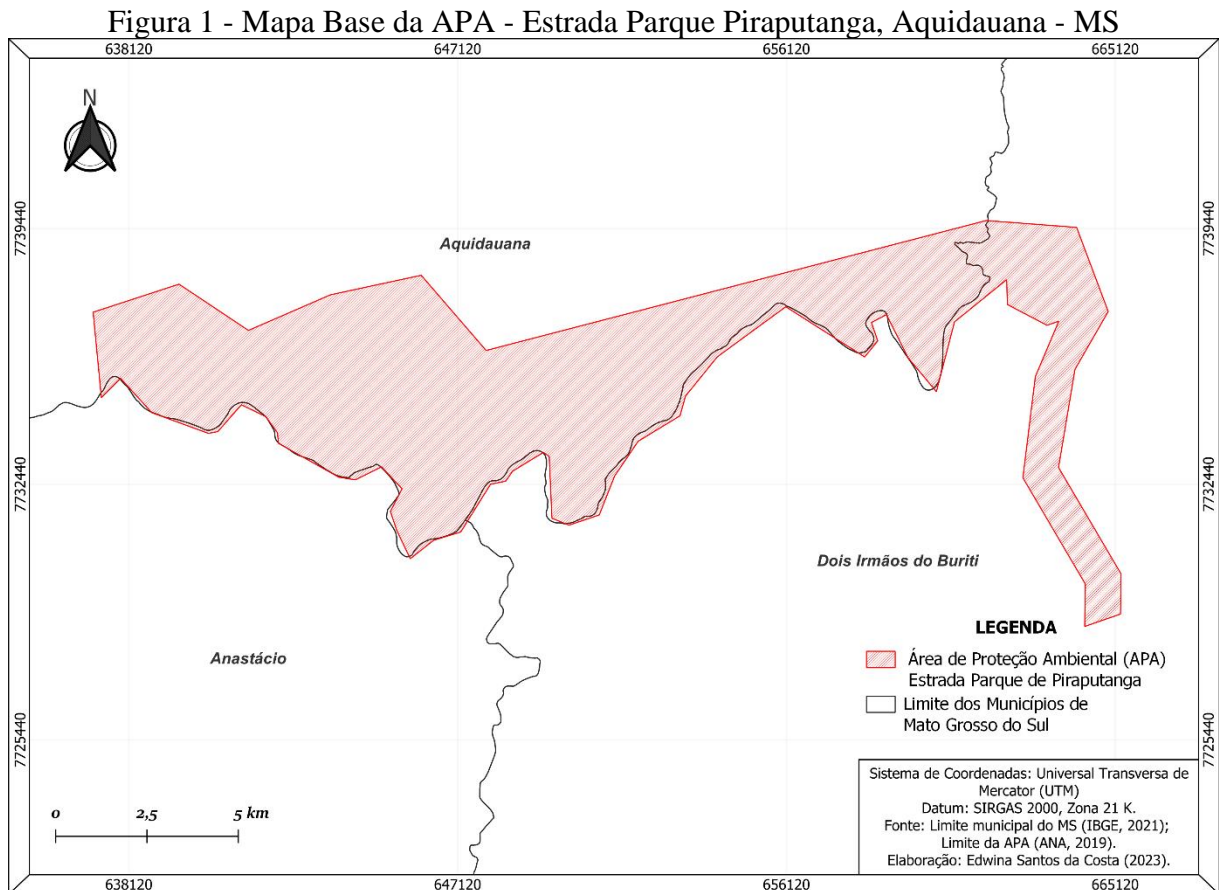 Figura 1 - Mapa Base da APA - Estrada Parque Piraputanga, Aquidauana - MS
638120
647120
656120
665120
N
7739440
7739440
Aquidauana
7732440
7732440
Dois Irmãos do Buriti
LEGENDA
Anastácio
Área de Proteção Ambiental (APA)
Estrada Parque de Piraputanga
Limite dos Municípios de
Mato Grosso do Sul
7725440
7725440
Sistema de Coordenadas: Universal Transversa de
Mercator (UTM)
Datum: SIRGAS 2000, Zona 21 K.
Fonte: Limite municipal do MS (IBGE, 2021);
Limite da APA (ANA, 2019).
Elaboração: Edwina Santos da Costa (2023).
0 2,5 5 km
638120
647120
656120
665120